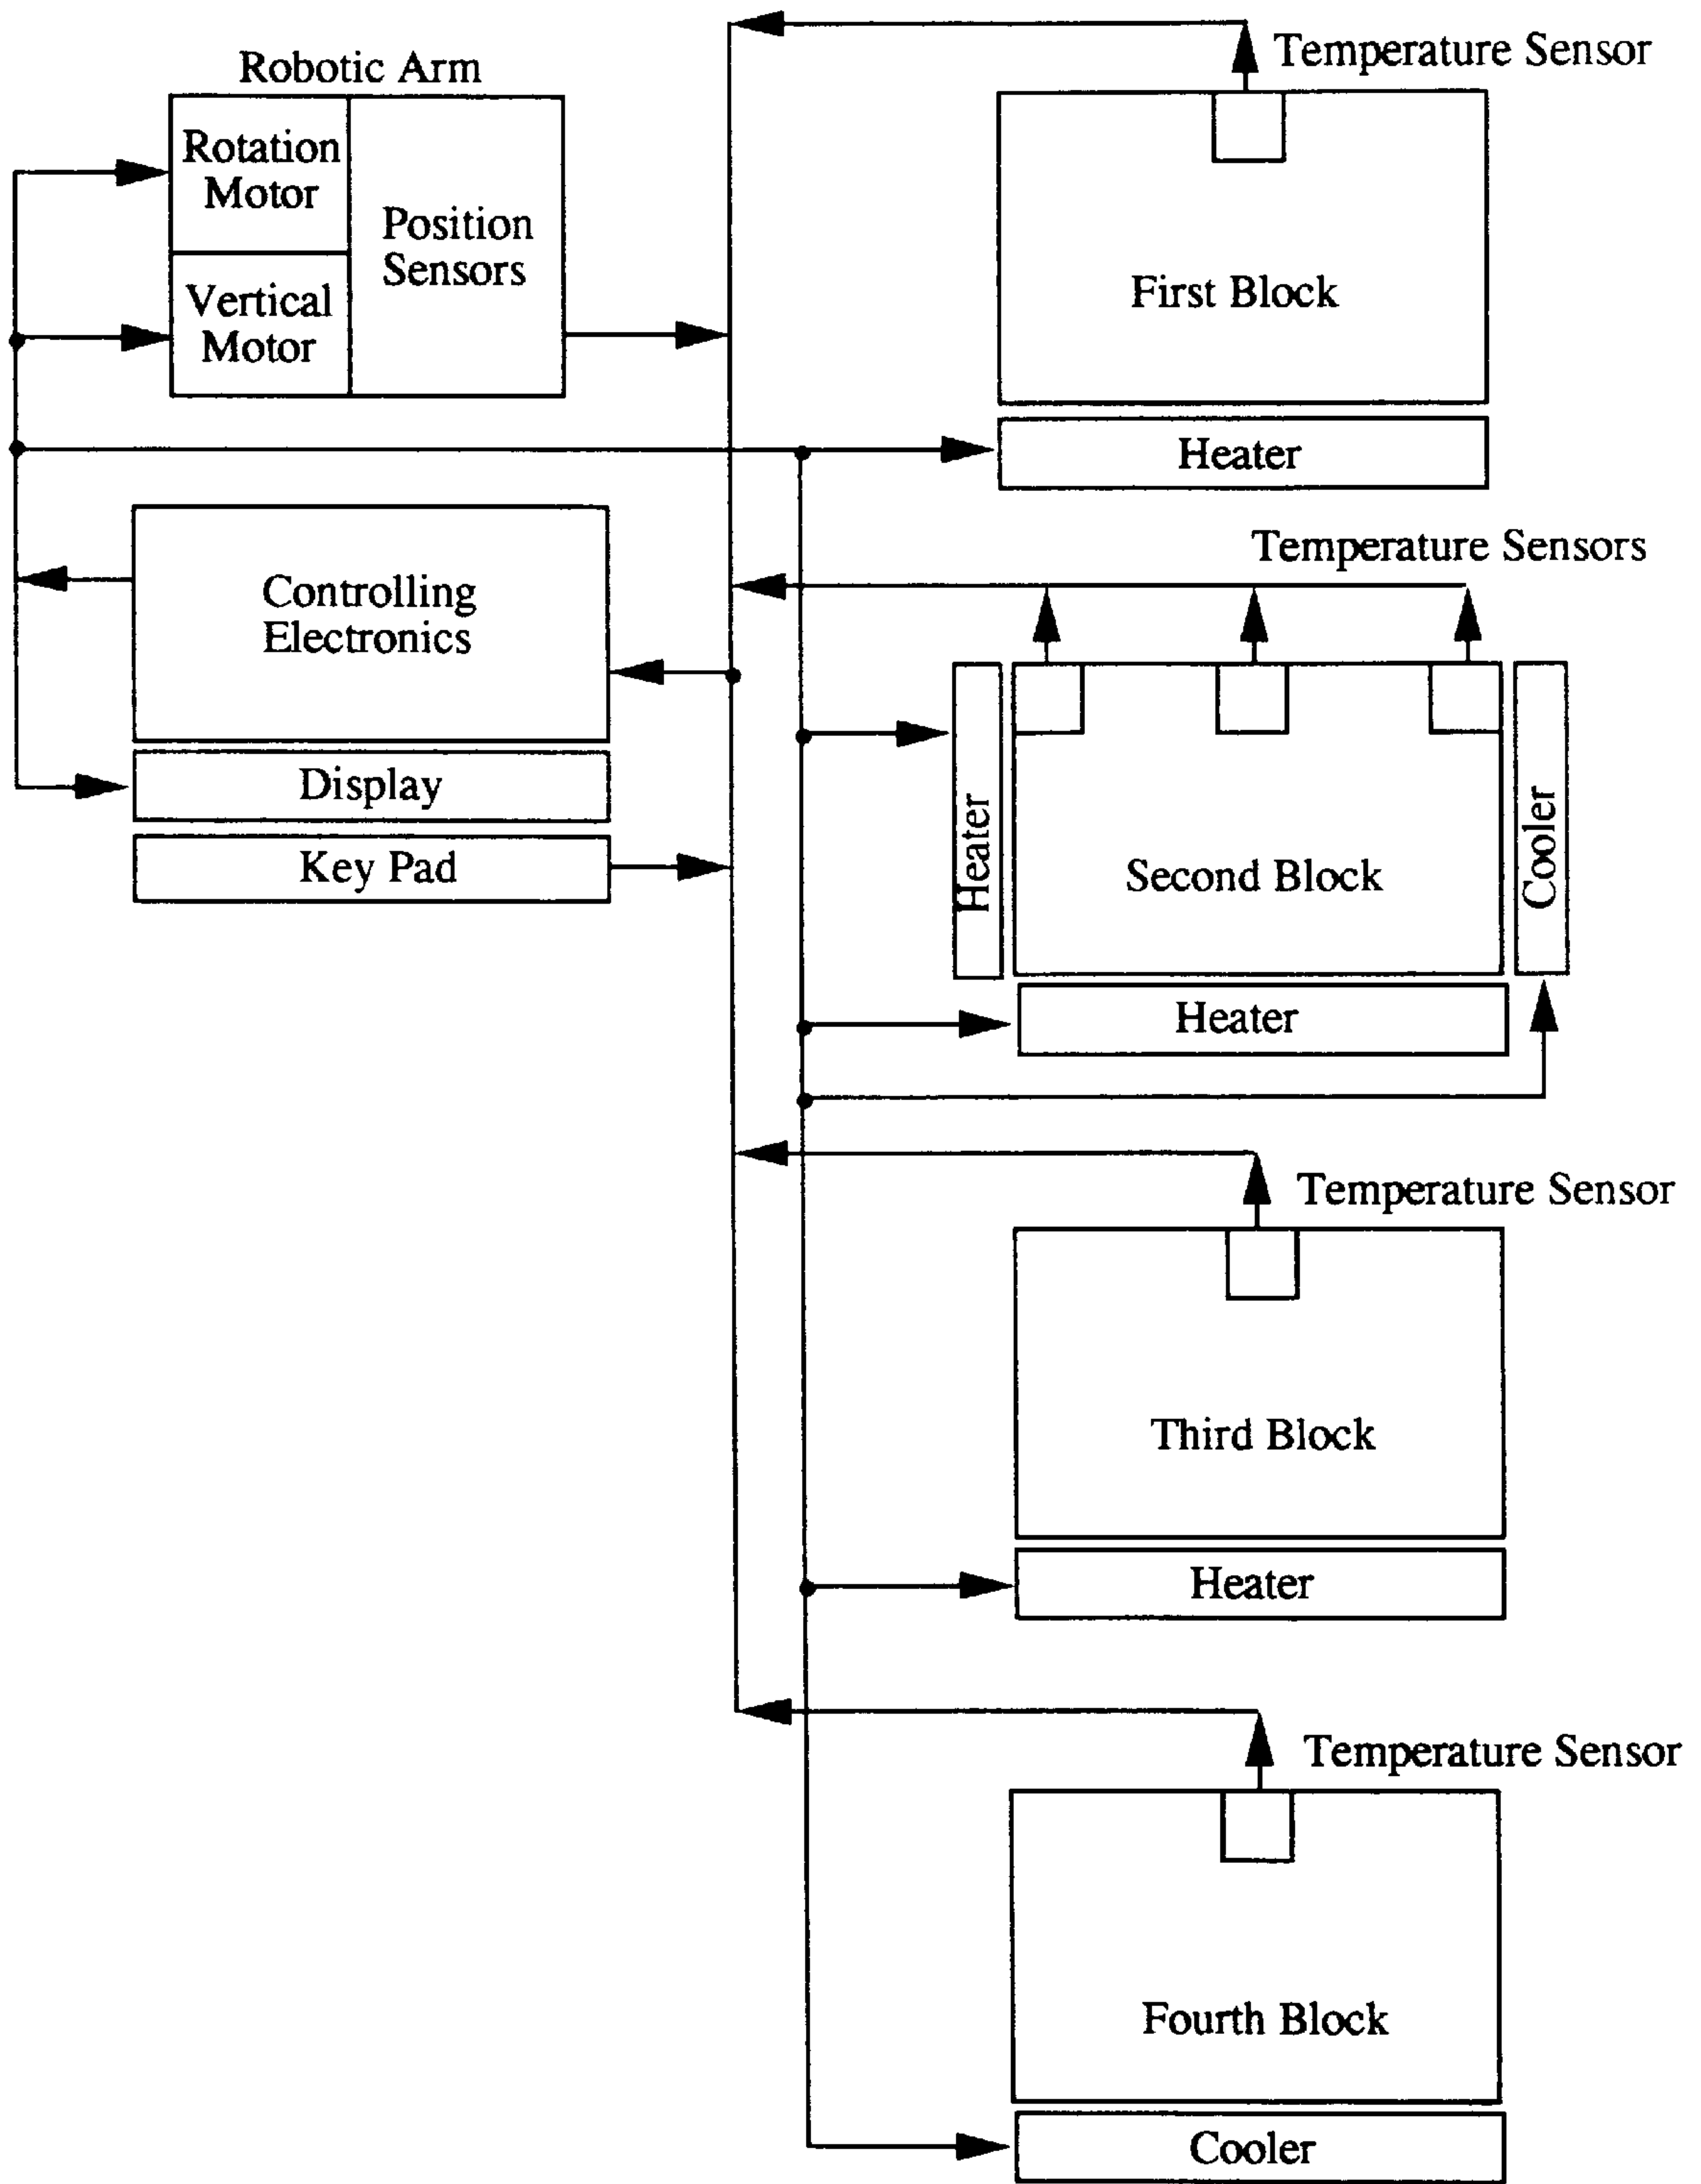 Robotic Arm
Rotation
Motor
Position
Sensors
Vertical
Motor
Controlling
Electronics
Display
Key Pad
Temperature Sensor
First Block
Heater
Temperature Sensors
Heater
Second Block
Cooler
Heater
Temperature Sensor
Third Block
Heater
Temperature Sensor
Fourth Block
Cooler